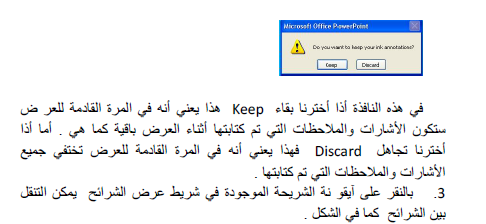 Microsoft Office PowerPoint
Do you want to keep your ink annotations?
Keep Discard
في هذه النافذة أذا أخترنا بقاء Keep هذا يعني أنه في المرة القادمة للعر ض
ستكون الأشارات والملاحظات التي تم كتابتها أثناء العرض باقية كما هي . أما أذا
أخترنا تجاهل Discard فهذا يعني أنه في المرة القادمة للعرض تختفي جميع
الأشارات والملاحظات التي تم كتابتها .
3. بالنقر على آيقو نة الشريحة الموجودة في شريط عرض الشرائح يمكن التنقل
بين الشرائح كما في الشكل .